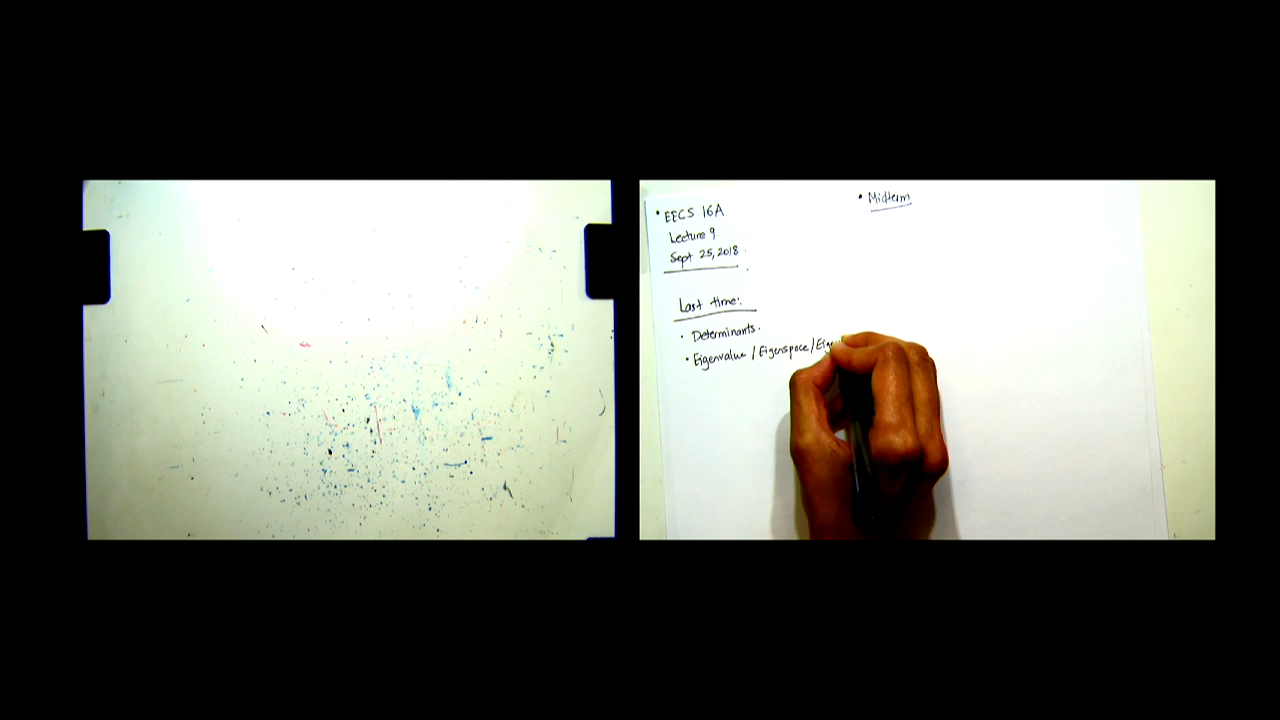 • EECS 16A
Lecture 9
Sept 25, 2018
• Midterm
Last time:
• Determinants.
• Eigenvalue / Eigenspace /